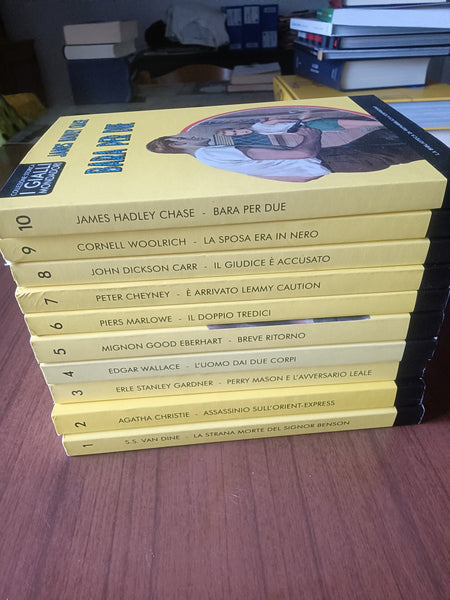 COLLEZIONE STORICA
I GIALLI
MONDADORI
JAMES HADLEY CHASE
BARA PER DUE
10 JAMES HADLEY CHASE - BARA PER DUE
9 CORNELL WOOLRICH - LA SPOSA ERA IN NERO
8 JOHN DICKSON CARR - IL GIUDICE È ACCUSATO
7 PETER CHEYNEY - È ARRIVATO LEMMY CAUTION
6 PIERS MARLOWE - IL DOPPIO TREDICI
5 MIGNON GOOD EBERHART - BREVE RITORNO
4 EDGAR WALLACE - L'UOMO DAI DUE CORPI
3 ERLE STANLEY GARDNER - PERRY MASON E L'AVVERSARIO LEALE
2 AGATHA CHRISTIE - ASSASSINIO SULL'ORIENT-EXPRESS
1 S.S. VAN DINE - LA STRANA MORTE DEL SIGNOR BENSON